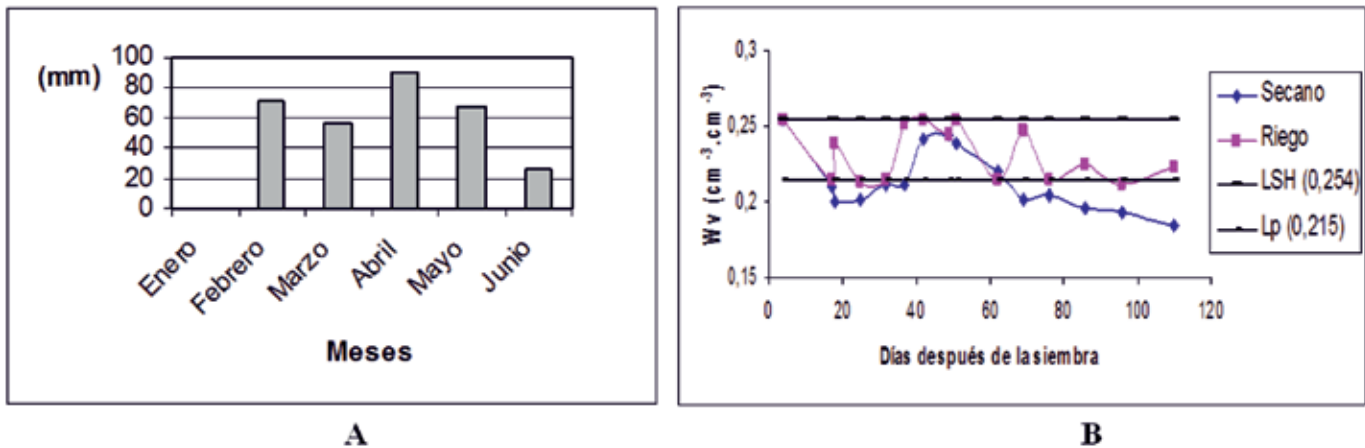 100
(mm)
80
60
40
20
0
Enero
Febrero
Marzo
Abril
Mayo
Junio
Meses
A
0,3
0,25
0,2
0,15
W v (cm ⁻³.cm ⁻³)
0 20 40 60 80 100 120
Días después de la siembra
Secano
Riego
LSH (0,254)
Lp (0,215)
B